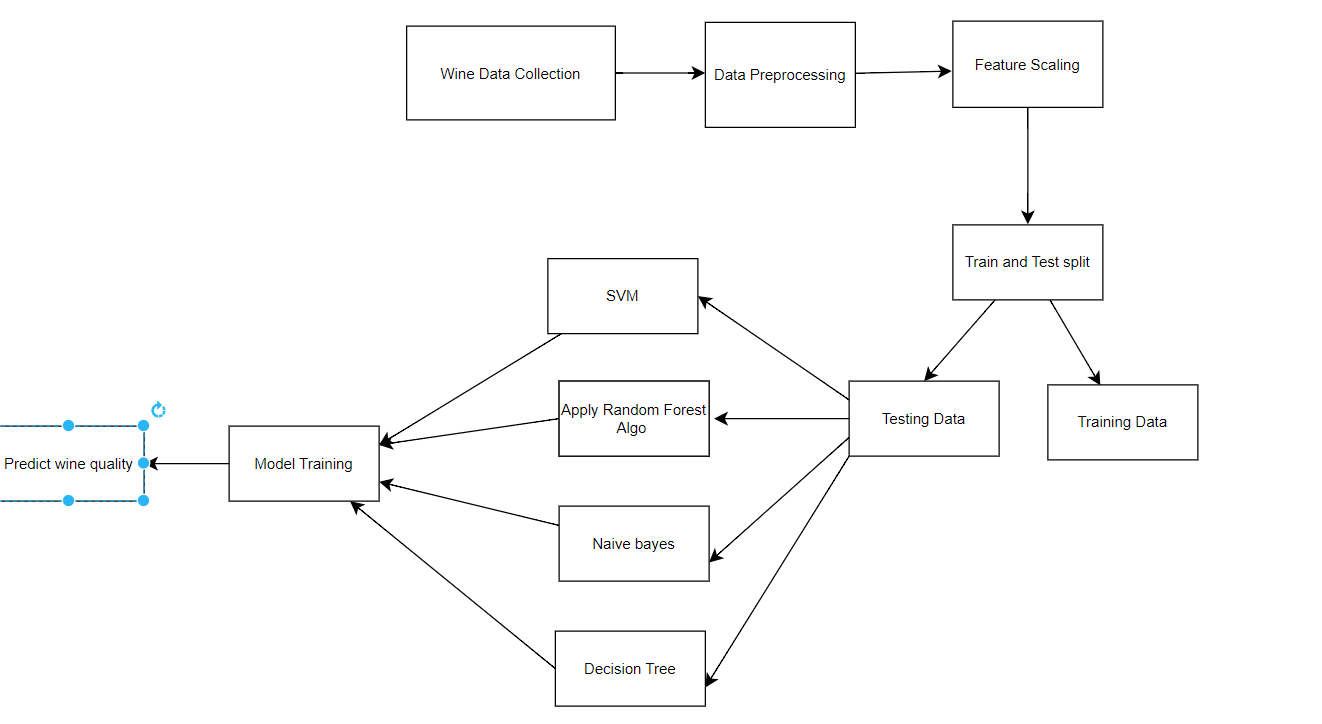 Wine Data Collection
Data Preprocessing
Feature Scaling
Train and Test split
SVM
Apply Random Forest
Algo
Testing Data
Training Data
Predict wine quality
Model Training
Naive bayes
Decision Tree